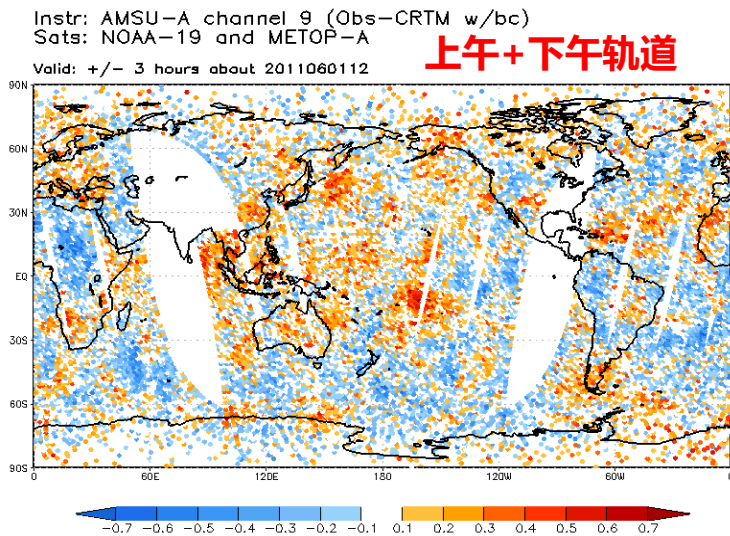 Instr: AMSU-A channel 9 (Obs-CRTM w/bc)
Sats: NOAA-19 and METOP-A
上午+下午轨道
Valid: +/- 3 hours about 2011060112
90N
60N
30N
EQ
30S
60S
90S
0 60E 120E 180 120W 60W 0
-0.7 -0.6 -0.5 -0.4 -0.3 -0.2 -0.1 0.1 0.2 0.3 0.4 0.5 0.6 0.7